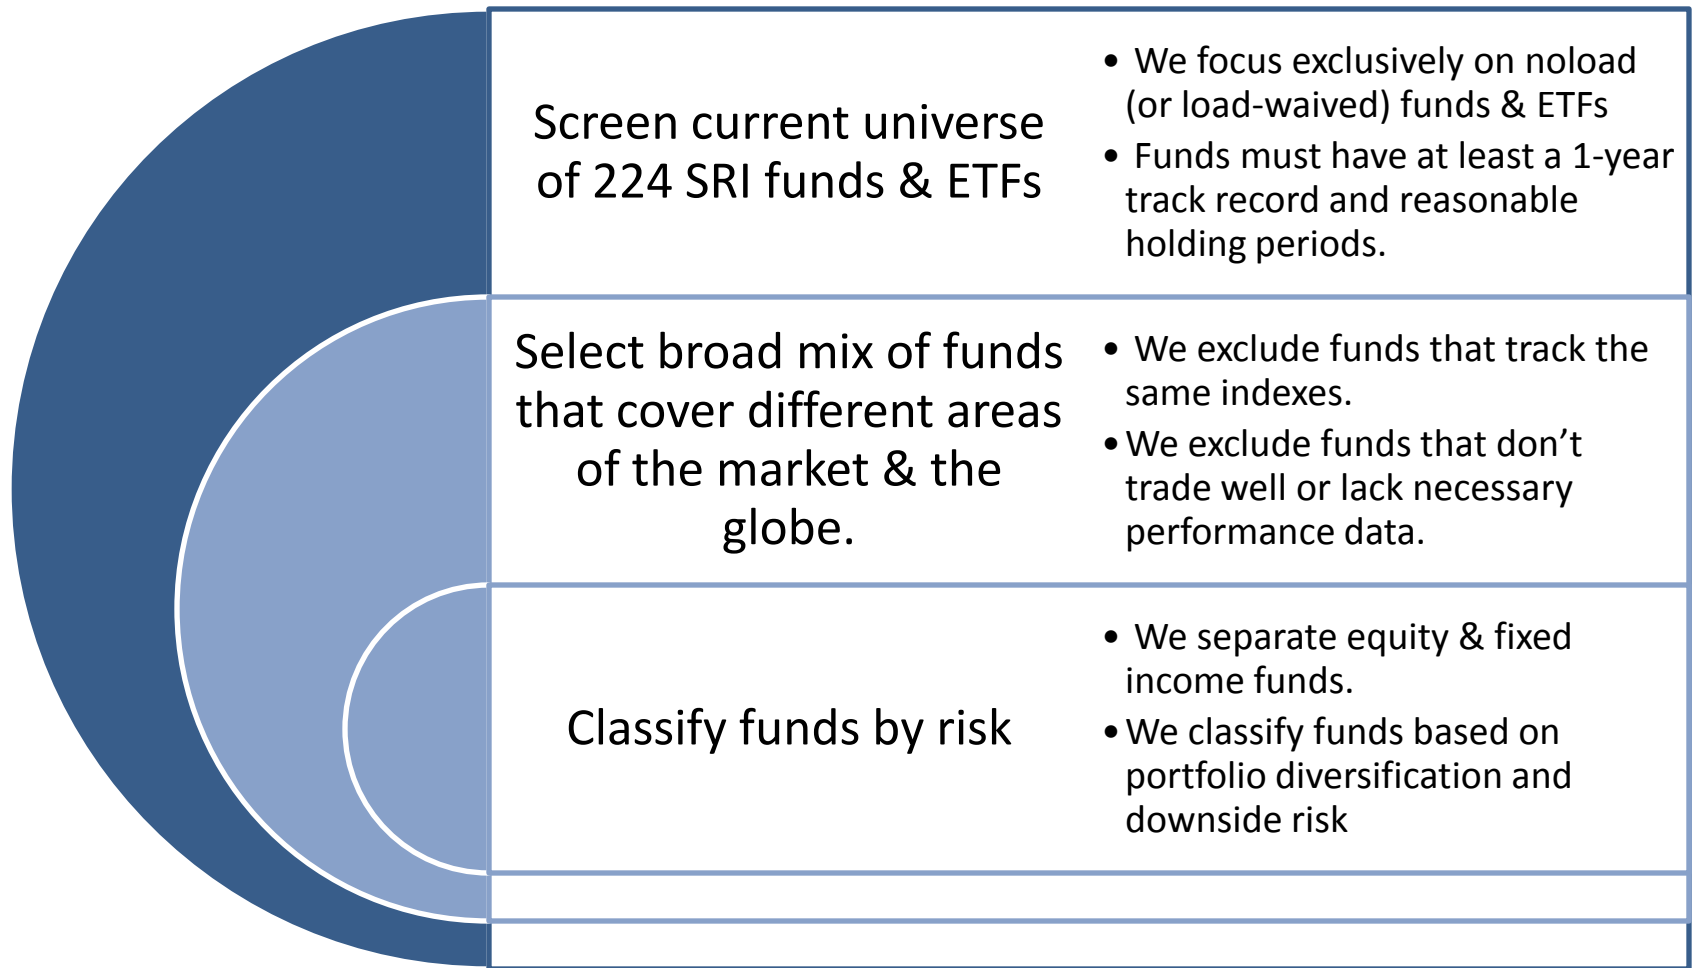 Screen current universe
of 224 SRI funds & ETFs
• We focus exclusively on noload
(or load-waived) funds & ETFs
• Funds must have at least a 1-year
track record and reasonable
holding periods.
Select broad mix of funds
that cover different areas
of the market & the
globe.
• We exclude funds that track the
same indexes.
• We exclude funds that don’t
trade well or lack necessary
performance data.
Classify funds by risk
• We separate equity & fixed
income funds.
• We classify funds based on
portfolio diversification and
downside risk